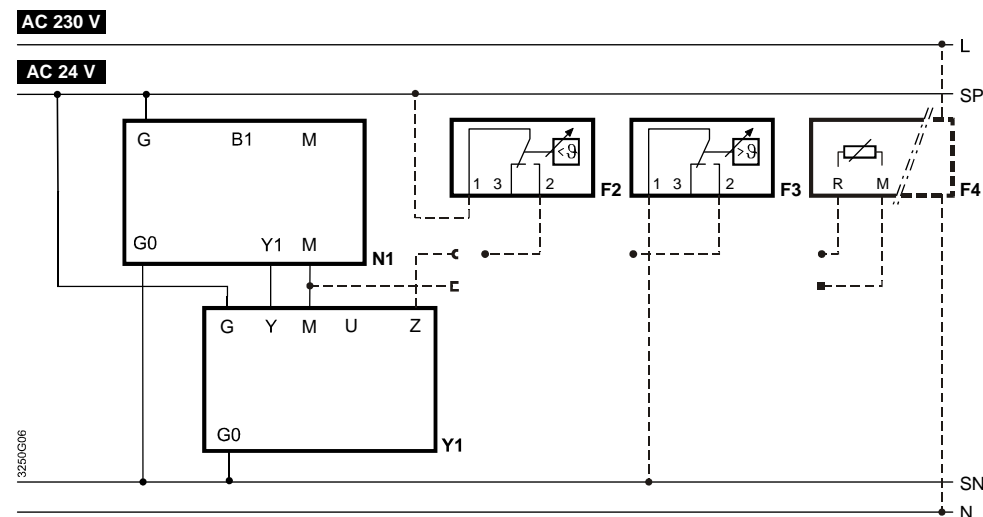 AC 230 V
L
AC 24 V
SP
G B1 M
G0 Y1 M
N1
<ϑ
1 3 2
F2
>ϑ
1 3 2
F3
R M
F4
G Y M U Z
G0
Y1
3250G06
SN
N